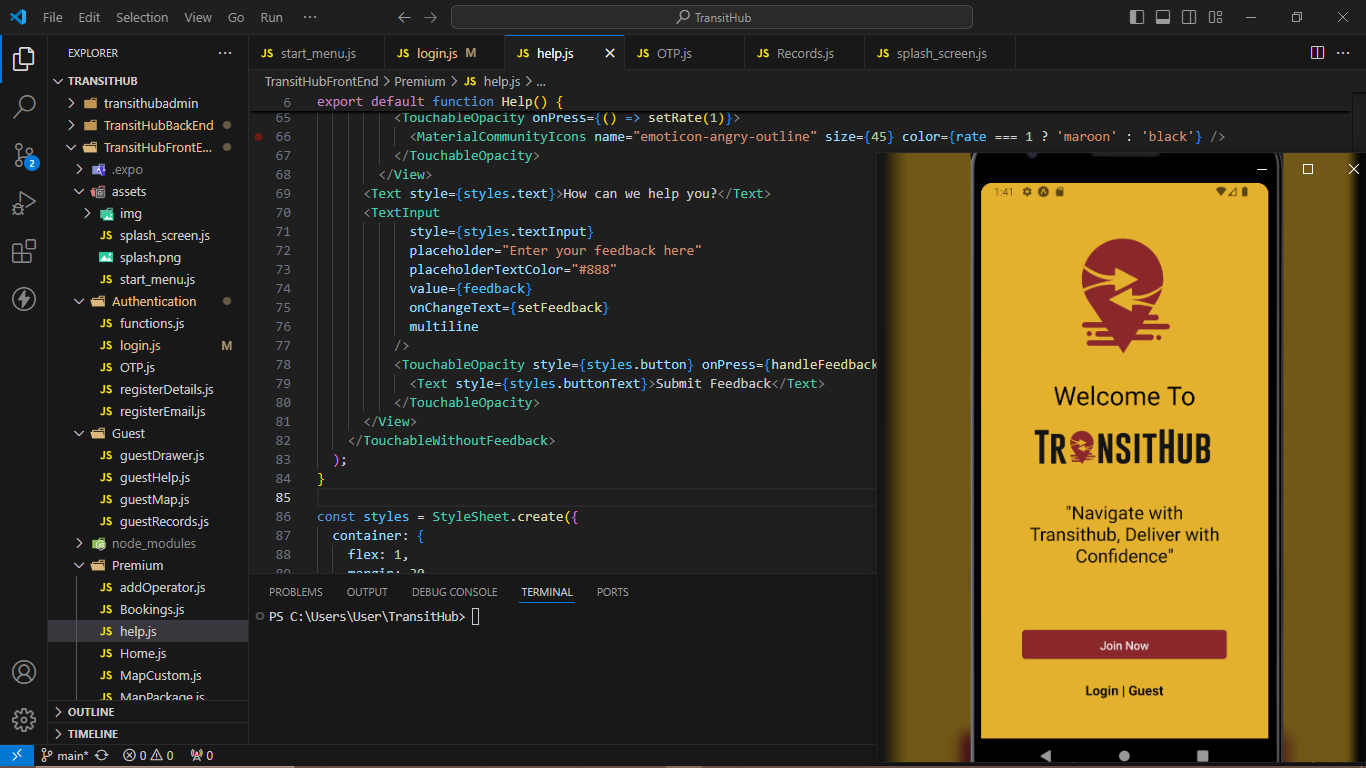 File Edit Selection View Go Run ···
TransitHub
EXPLORER
TRANSITHUB
transithubadmin
TransitHubBackEnd
TransitHubFrontE...
.expo
assets
img
JS splash_screen.js
splash.png
JS start_menu.js
Authentication
JS functions.js
JS login.js M
JS OTP.js
JS registerDetails.js
JS registerEmail.js
Guest
JS guestDrawer.js
JS guestHelp.js
JS guestMap.js
JS guestRecords.js
node_modules
Premium
JS addOperator.js
JS Bookings.js
JS help.js
JS Home.js
JS MapCustom.js
JS MapPackage.js
OUTLINE
TIMELINE
2
JS start_menu.js JS login.js M JS help.js JS OTP.js JS Records.js JS splash_screen.js
TransitHubFrontEnd > Premium > JS help.js > ...
6 export default function Help() {
65 <TouchableOpacity onPress={() => setRate(1)}>
66 <MaterialCommunityIcons name="emoticon-angry-outline" size={45} color={rate === 1 ? 'maroon' : 'black'} />
67 </TouchableOpacity>
68 </View>
69 <Text style={styles.text}>How can we help you?</Text>
70 <TextInput
71 style={styles.textInput}
72 placeholder="Enter your feedback here"
73 placeholderTextColor="#888"
74 value={feedback}
75 onChangeText={setFeedback}
76 multiline
77 />
78 <TouchableOpacity style={styles.button} onPress={handleFeedback
79 <Text style={styles.buttonText}>Submit Feedback</Text>
80 </TouchableOpacity>
81 </View>
82 </TouchableWithoutFeedback>
83 );
84 }
85
86 const styles = StyleSheet.create({
87 container: {
88 flex: 1,
PROBLEMS OUTPUT DEBUG CONSOLE TERMINAL PORTS
PS C:\Users\User\TransitHub>
main* 0 0 0
1:41
Welcome To
TRANSITHUB
"Navigate with
Transithub, Deliver with
Confidence"
Join Now
Login | Guest